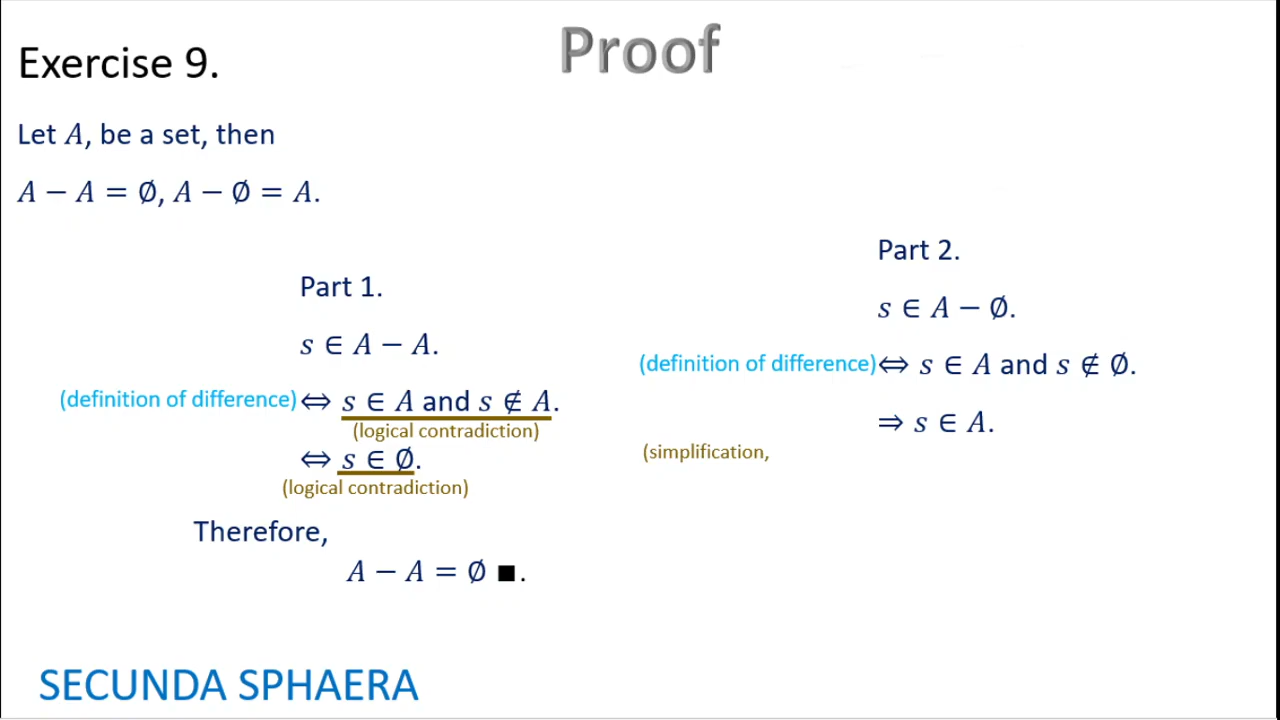 Proof
Exercise 9.
Let A, be a set, then
A − A = ∅, A − ∅ = A.
Part 1.
s ∈ A − A.
(definition of difference) ⇔ s ∈ A and s ∉ A.
(logical contradiction)
⇔ s ∈ ∅.
(logical contradiction)
Therefore,
A − A = ∅ ■.
Part 2.
s ∈ A − ∅.
(definition of difference) ⇔ s ∈ A and s ∉ ∅.
⇒ s ∈ A.
(simplification,
SECUNDA SPHAERA